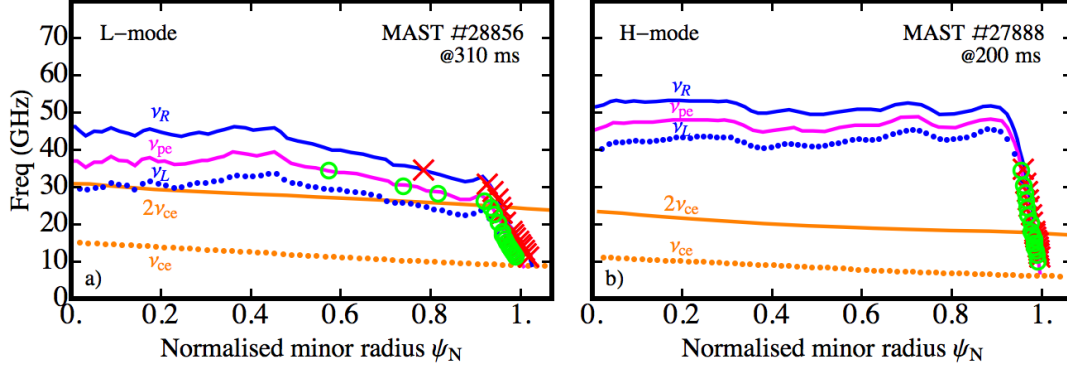 L−mode
MAST #28856
@310 ms
ν_R
ν_pe
ν_L
2ν_ce
ν_ce
a)
Freq (GHz)
70
60
50
40
30
20
10
0
0.
0.2
0.4
0.6
0.8
1.
Normalised minor radius ψ_N
H−mode
MAST #27888
@200 ms
ν_R
ν_pe
ν_L
2ν_ce
ν_ce
b)
0.
0.2
0.4
0.6
0.8
1.
Normalised minor radius ψ_N